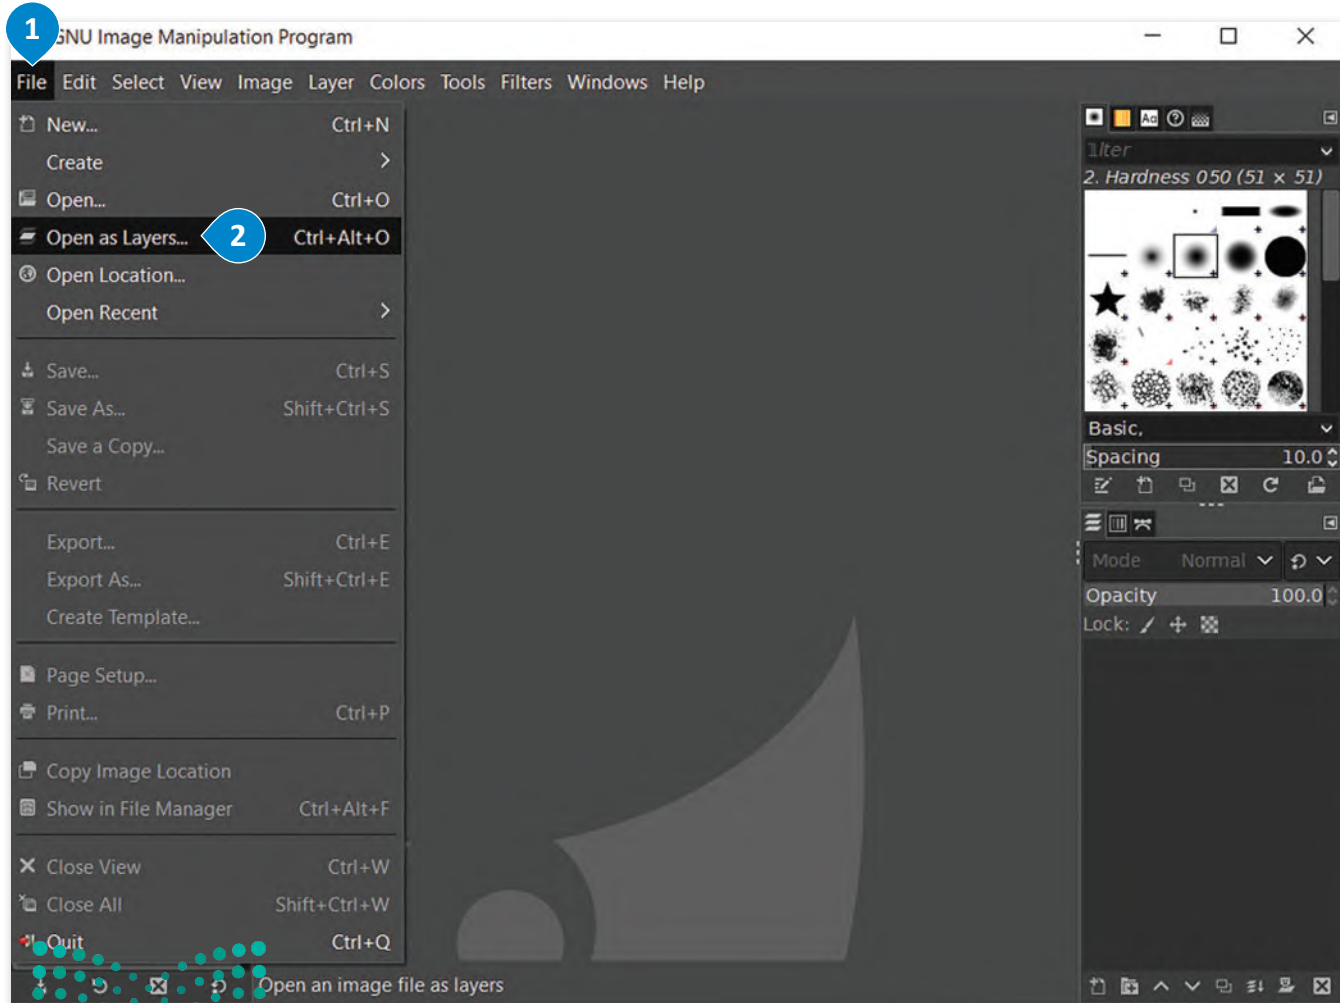 1
GNU Image Manipulation Program
File Edit Select View Image Layer Colors Tools Filters Windows Help
New... Ctrl+N
Create
Open... Ctrl+O
Open as Layers... 2 Ctrl+Alt+O
Open Location...
Open Recent
Save... Ctrl+S
Save As... Shift+Ctrl+S
Save a Copy...
Revert
Export... Ctrl+E
Export As... Shift+Ctrl+E
Create Template...
Page Setup...
Print... Ctrl+P
Copy Image Location
Show in File Manager Ctrl+Alt+F
Close View Ctrl+W
Close All Shift+Ctrl+W
Quit Ctrl+Q
Open an image file as layers
Aa
2. Hardness 050 (51 × 51)
Basic,
Spacing 10.0
Mode Normal
Opacity 100.0
Lock: